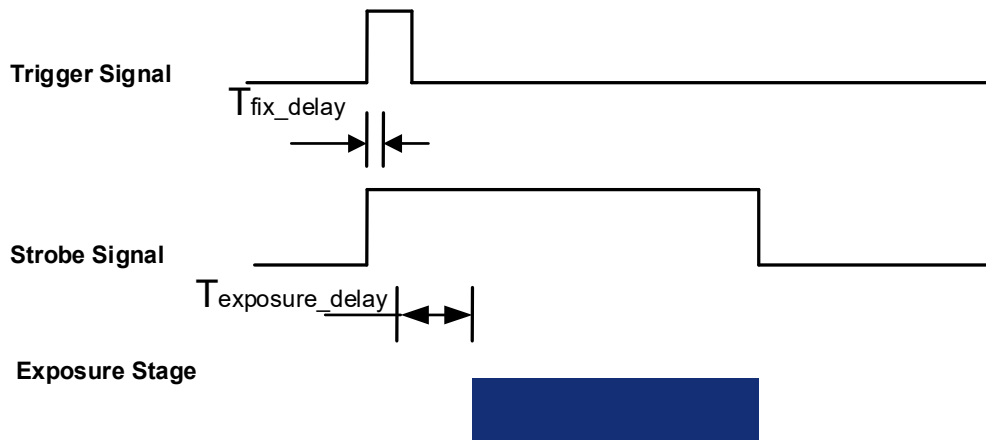 Trigger Signal
Tfix_delay
Strobe Signal
Texposure_delay
Exposure Stage